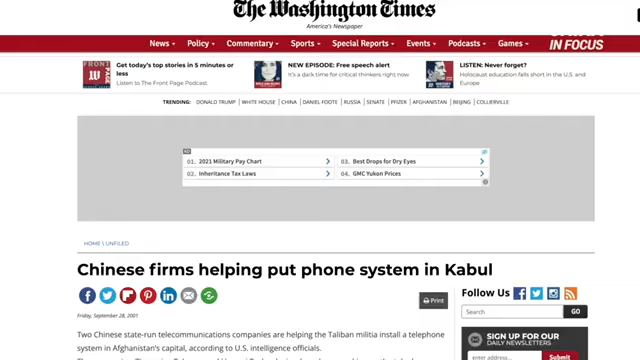 The Washington Times
America's Newspaper
News Policy Commentary Sports Special Reports Events Podcasts Games
IN FOCUS
FRONT PAGE
Get today's top stories in 5 minutes or less
Listen to The Front Page Podcast
NEW EPISODE: Free speech alert
It's a dark time for critical thinkers right now
LISTEN: Never forget?
Holocaust education falls short in the U.S. and Europe
TRENDING: DONALD TRUMP WHITE HOUSE CHINA DANIEL FOOTE RUSSIA SENATE PFIZER AFGHANISTAN BEIJING COLLIERVILLE
AD
01. 2021 Military Pay Chart
03. Best Drops for Dry Eyes
02. Inheritance Tax Laws
04. GMC Yukon Prices
HOME \ UNFILED
Chinese firms helping put phone system in Kabul
Print
Friday, September 28, 2001
Two Chinese state-run telecommunications companies are helping the Taliban militia install a telephone
system in Afghanistan's capital, according to U.S. intelligence officials.
Follow Us
Search
GO
SIGN UP FOR OUR
DAILY NEWSLETTERS
Email address
Submit